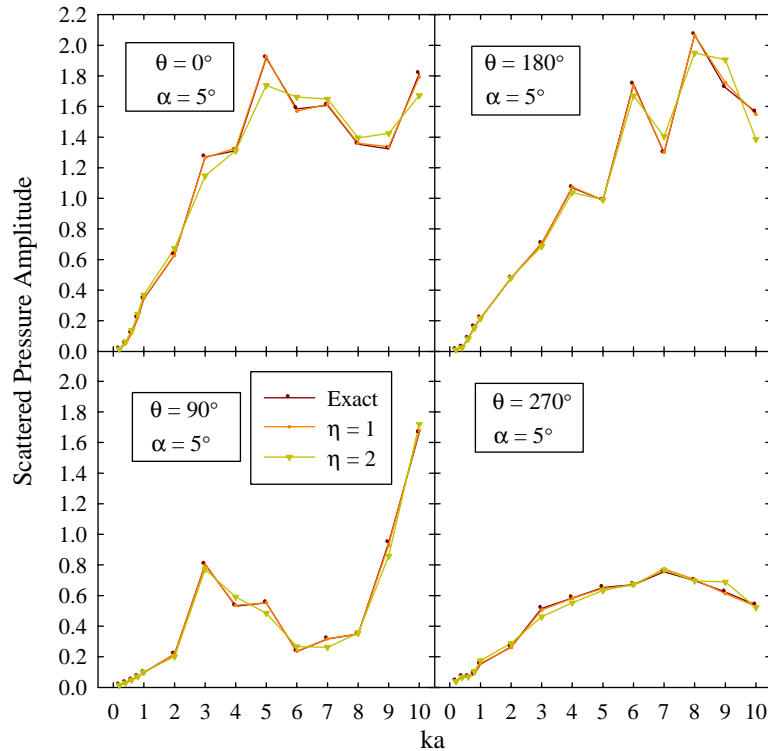 Scattered Pressure Amplitude
2.2
2.0
1.8
1.6
1.4
1.2
1.0
0.8
0.6
0.4
0.2
0.0
θ = 0°
α = 5°
θ = 180°
α = 5°
2.0
1.8
1.6
1.4
1.2
1.0
0.8
0.6
0.4
0.2
0.0
θ = 90°
α = 5°
Exact
η = 1
η = 2
θ = 270°
α = 5°
0 1 2 3 4 5 6 7 8 9 10 0 1 2 3 4 5 6 7 8 9 10
ka